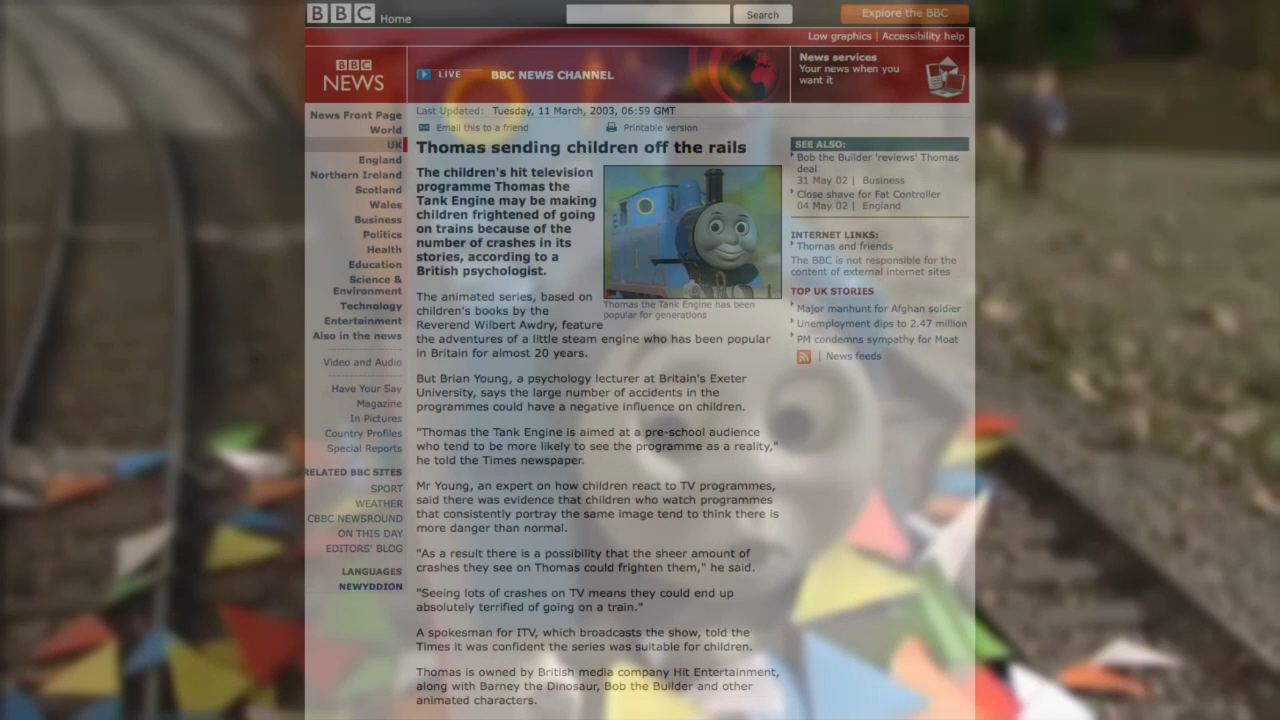 BBC Home
Search
Explore the BBC
Low graphics | Accessibility help
BBC
NEWS
LIVE BBC NEWS CHANNEL
News services
Your news when you
want it
News Front Page
World
UK
England
Northern Ireland
Scotland
Wales
Business
Politics
Health
Education
Science &
Environment
Technology
Entertainment
Also in the news
Video and Audio
Have Your Say
Magazine
In Pictures
Country Profiles
Special Reports
RELATED BBC SITES
SPORT
WEATHER
CBBC NEWSROUND
ON THIS DAY
EDITORS' BLOG
LANGUAGES
NEWYDDION
Last Updated: Tuesday, 11 March, 2003, 06:59 GMT
Email this to a friend Printable version
Thomas sending children off the rails
The children's hit television
programme Thomas the
Tank Engine may be making
children frightened of going
on trains because of the
number of crashes in its
stories, according to a
British psychologist.
Thomas the Tank Engine has been
popular for generations
The animated series, based on
children's books by the
Reverend Wilbert Awdry, feature
the adventures of a little steam engine who has been popular
in Britain for almost 20 years.
But Brian Young, a psychology lecturer at Britain's Exeter
University, says the large number of accidents in the
programmes could have a negative influence on children.
"Thomas the Tank Engine is aimed at a pre-school audience
who tend to be more likely to see the programme as a reality,"
he told the Times newspaper.
Mr Young, an expert on how children react to TV programmes,
said there was evidence that children who watch programmes
that consistently portray the same image tend to think there is
more danger than normal.
"As a result there is a possibility that the sheer amount of
crashes they see on Thomas could frighten them," he said.
"Seeing lots of crashes on TV means they could end up
absolutely terrified of going on a train."
A spokesman for ITV, which broadcasts the show, told the
Times it was confident the series was suitable for children.
Thomas is owned by British media company Hit Entertainment,
along with Barney the Dinosaur, Bob the Builder and other
animated characters.
SEE ALSO:
Bob the Builder 'reviews' Thomas
deal
31 May 02 | Business
Close shave for Fat Controller
04 May 02 | England
INTERNET LINKS:
Thomas and friends
The BBC is not responsible for the
content of external internet sites
TOP UK STORIES
Major manhunt for Afghan soldier
Unemployment dips to 2.47 million
PM condemns sympathy for Moat
| News feeds